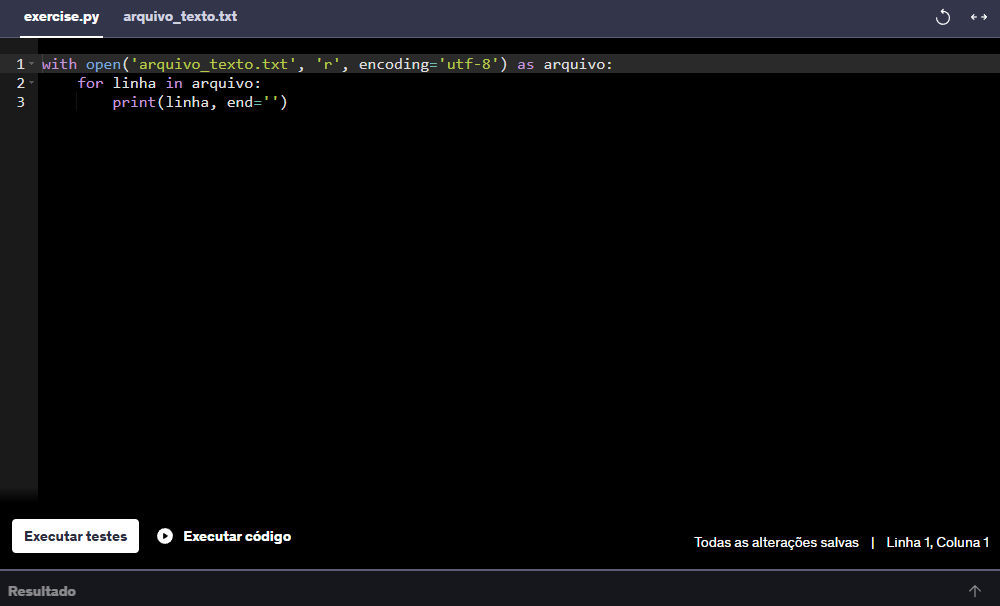 exercise.py arquivo_texto.txt
1 with open('arquivo_texto.txt', 'r', encoding='utf-8') as arquivo:
2     for linha in arquivo:
3         print(linha, end='')
Executar testes Executar código
Todas as alterações salvas | Linha 1, Coluna 1
Resultado